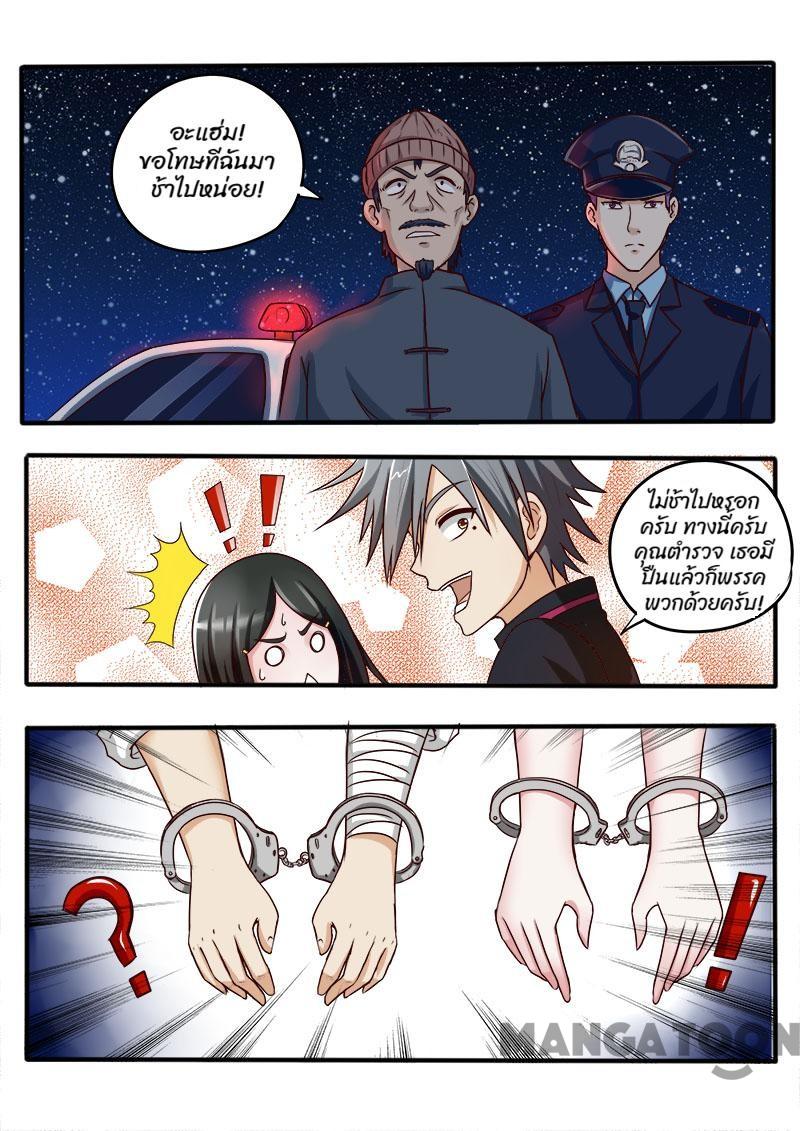 อะแฮ่ม!
ขอโทษทีฉันมา
ช้าไปหน่อย!
!!
ไม่ช้าไปหรอก
ครับ ทางนี้ครับ
คุณตำรวจ เธอมี
ปืนแล้วก็พรรค
พวกด้วยครับ!
? !
MANGATOON